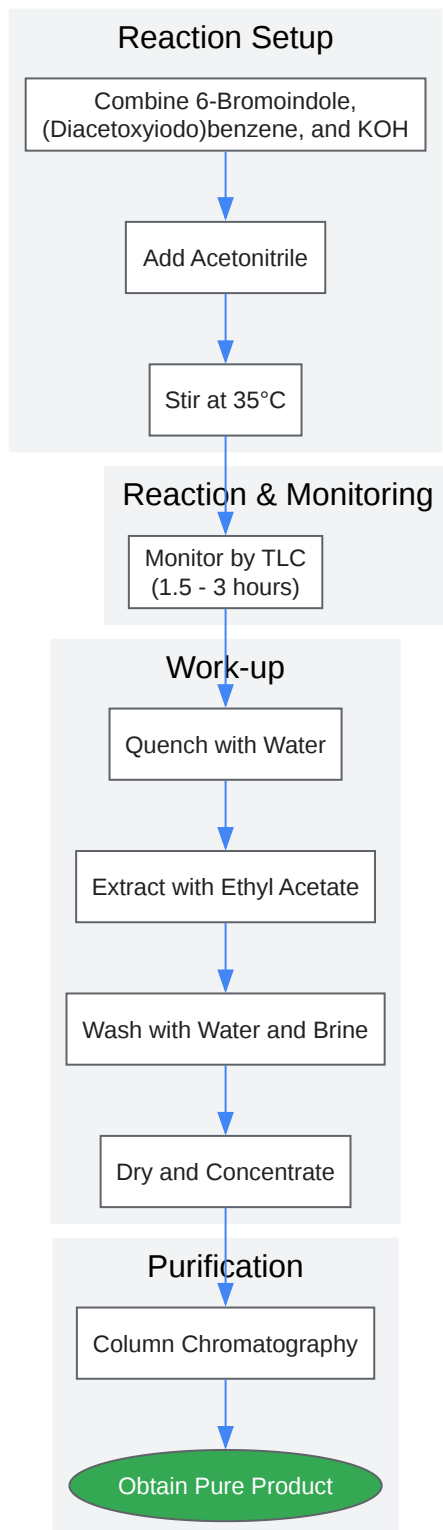 Reaction Setup
Combine 6-Bromoindole,
(Diacetoxyiodo)benzene, and KOH
Add Acetonitrile
Stir at 35°C
Reaction & Monitoring
Monitor by TLC
(1.5 - 3 hours)
Work-up
Quench with Water
Extract with Ethyl Acetate
Wash with Water and Brine
Dry and Concentrate
Purification
Column Chromatography
Obtain Pure Product